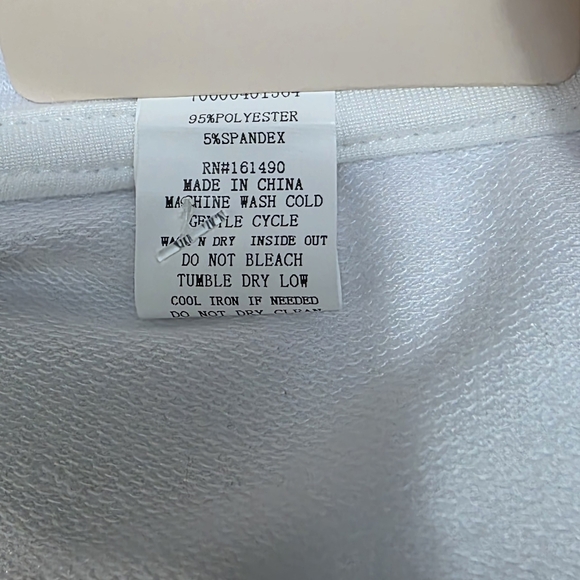 95%POLYESTER
5%SPANDEX
RN#161490
MADE IN CHINA
MACHINE WASH COLD
GENTLE CYCLE
DRY INSIDE OUT
DO NOT BLEACH
TUMBLE DRY LOW
COOL IRON IF NEEDED
DO NOT DRY CLEAN